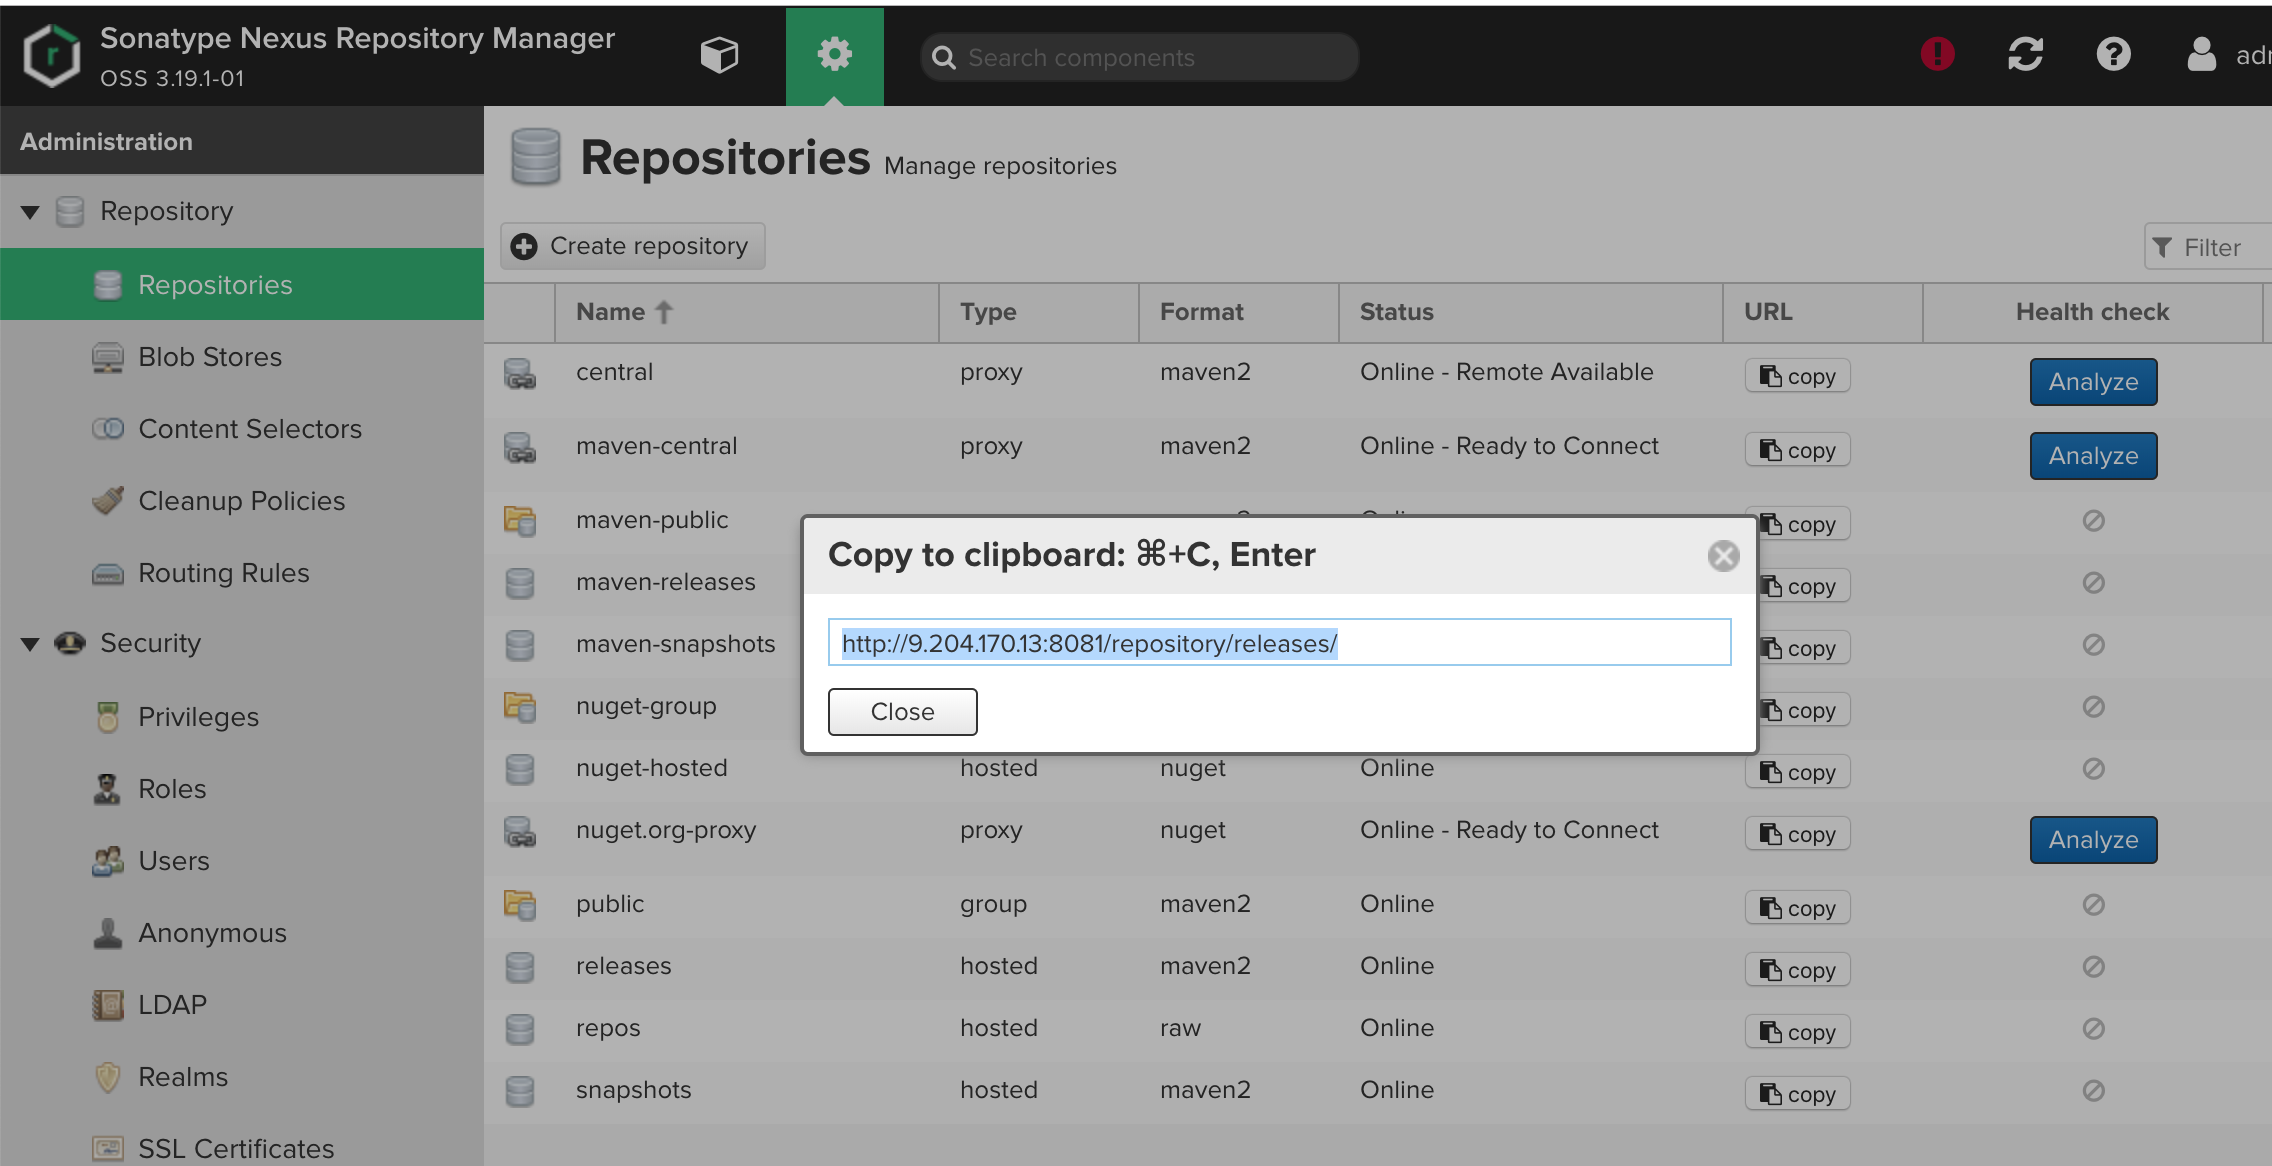 Sonatype Nexus Repository Manager
OSS 3.19.1-01
Search components
Administration
Repository
Repositories
Blob Stores
Content Selectors
Cleanup Policies
Routing Rules
Security
Privileges
Roles
Users
Anonymous
LDAP
Realms
SSL Certificates
Repositories Manage repositories
Create repository
Filter
Name Type Format Status URL Health check
central proxy maven2 Online - Remote Available copy Analyze
maven-central proxy maven2 Online - Ready to Connect copy Analyze
maven-public copy
maven-releases copy
maven-snapshots copy
nuget-group copy
nuget-hosted hosted nuget Online copy
nuget.org-proxy proxy nuget Online - Ready to Connect copy Analyze
public group maven2 Online copy
releases hosted maven2 Online copy
repos hosted raw Online copy
snapshots hosted maven2 Online copy
Copy to clipboard: ⌘+C, Enter
http://9.204.170.13:8081/repository/releases/
Close